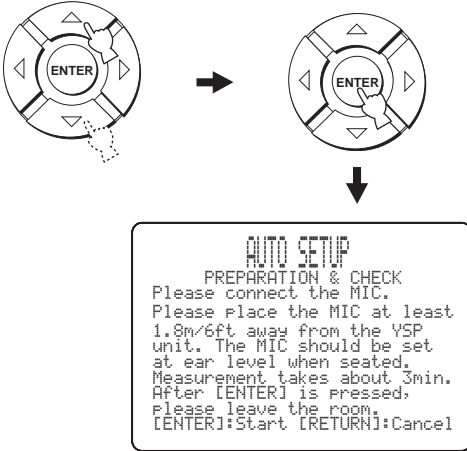 ENTER
ENTER
AUTO SETUP
PREPARATION & CHECK
Please connect the MIC.
Please place the MIC at least
1.8m/6ft away from the YSP
unit. The MIC should be set
at ear level when seated.
Measurement takes about 3min.
After [ENTER] is pressed,
please leave the room.
[ENTER]:Start [RETURN]:Cancel